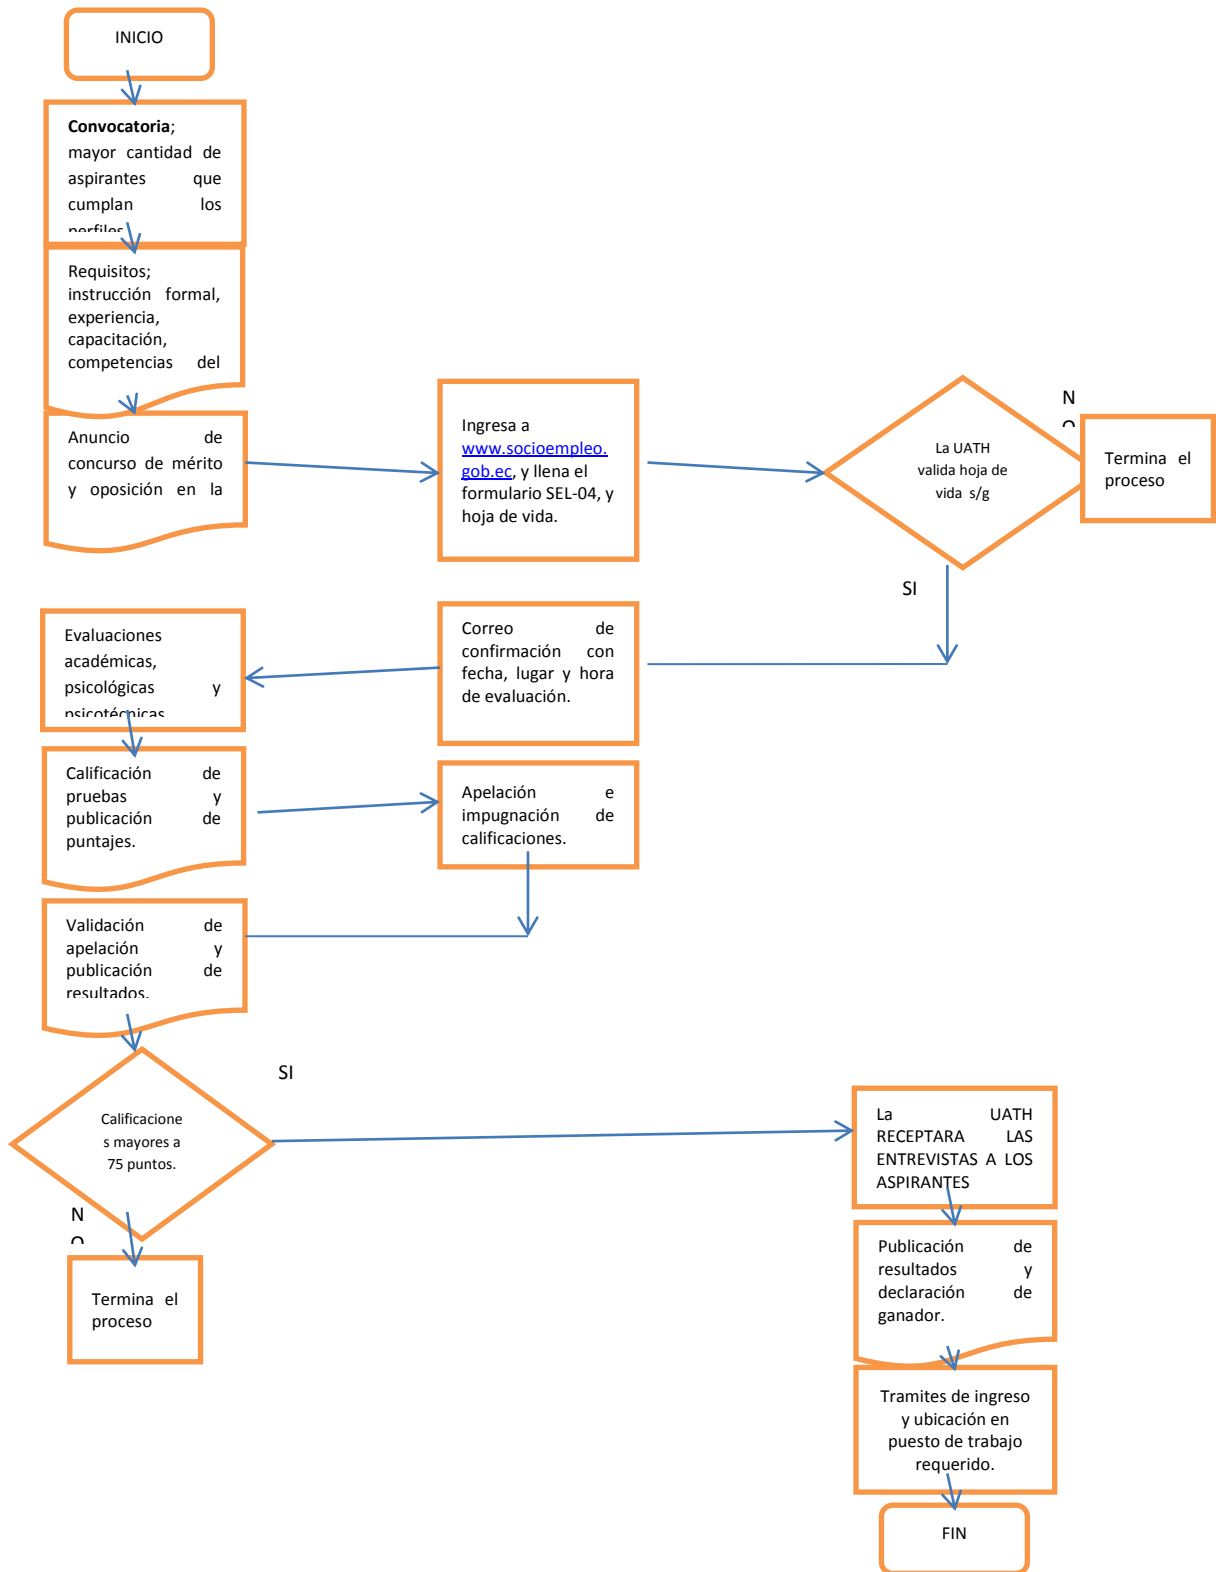 INICIO
Convocatoria;
mayor cantidad de
aspirantes que
cumplan los
perfiles
Requisitos;
instrucción formal,
experiencia,
capacitación,
competencias del
Anuncio de
concurso de mérito
y oposición en la
Ingresa a
www.socioempleo.
gob.ec, y llena el
formulario SEL-04, y
hoja de vida.
La UATH
valida hoja de
vida s/g
N
O
Termina el
proceso
SI
Correo de
confirmación con
fecha, lugar y hora
de evaluación.
Evaluaciones
académicas,
psicológicas y
psicotécnicas
Calificación de
pruebas y
publicación de
puntajes.
Apelación e
impugnación de
calificaciones.
Validación de
apelación y
publicación de
resultados.
Calificacione
s mayores a
75 puntos.
SI
N
O
Termina el
proceso
La UATH
RECEPTARA LAS
ENTREVISTAS A LOS
ASPIRANTES
Publicación de
resultados y
declaración de
ganador.
Tramites de ingreso
y ubicación en
puesto de trabajo
requerido.
FIN